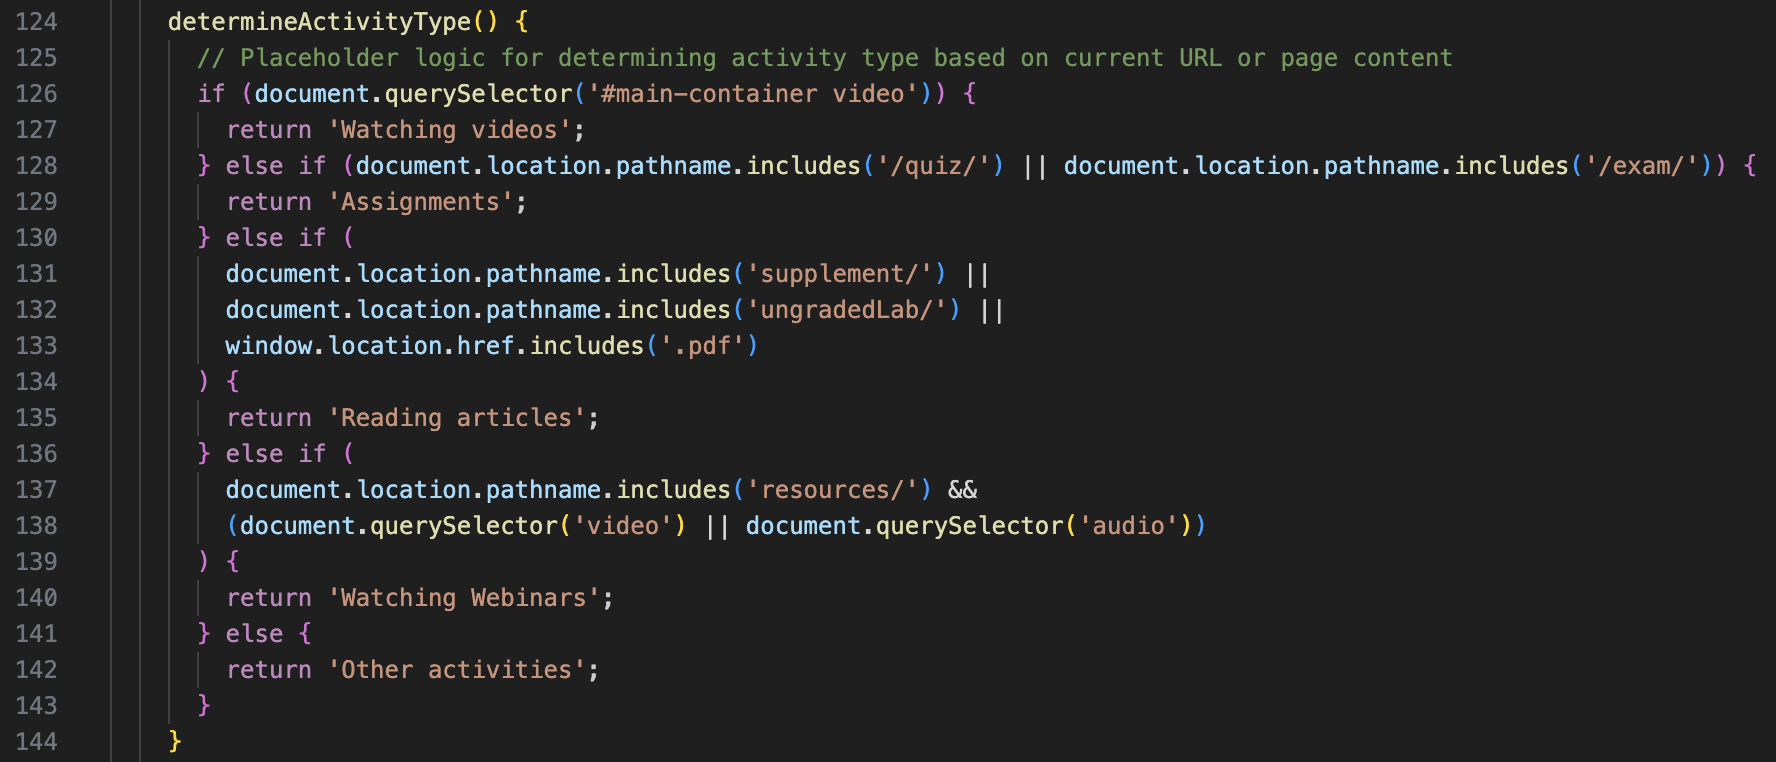 124 determineActivityType() {
125 // Placeholder logic for determining activity type based on current URL or page content
126 if (document.querySelector('#main-container video')) {
127 return 'Watching videos';
128 } else if (document.location.pathname.includes('/quiz/') || document.location.pathname.includes('/exam/')) {
129 return 'Assignments';
130 } else if (
131 document.location.pathname.includes('supplement/') ||
132 document.location.pathname.includes('ungradedLab/') ||
133 window.location.href.includes('.pdf')
134 ) {
135 return 'Reading articles';
136 } else if (
137 document.location.pathname.includes('resources/') &&
138 (document.querySelector('video') || document.querySelector('audio'))
139 ) {
140 return 'Watching Webinars';
141 } else {
142 return 'Other activities';
143 }
144 }